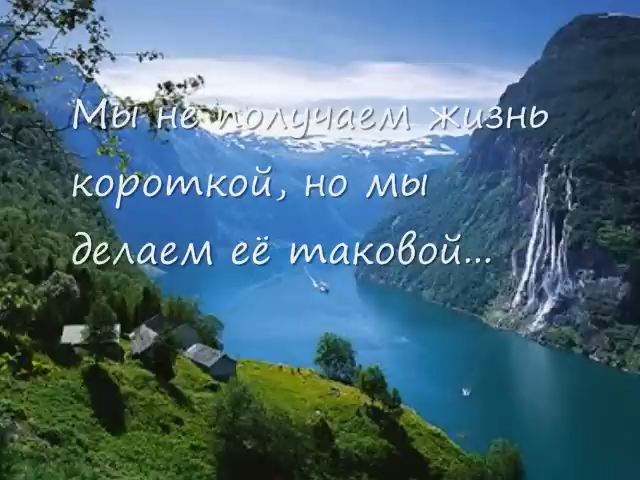 Мы не получаем жизнь
короткой, но мы
делаем её таковой...